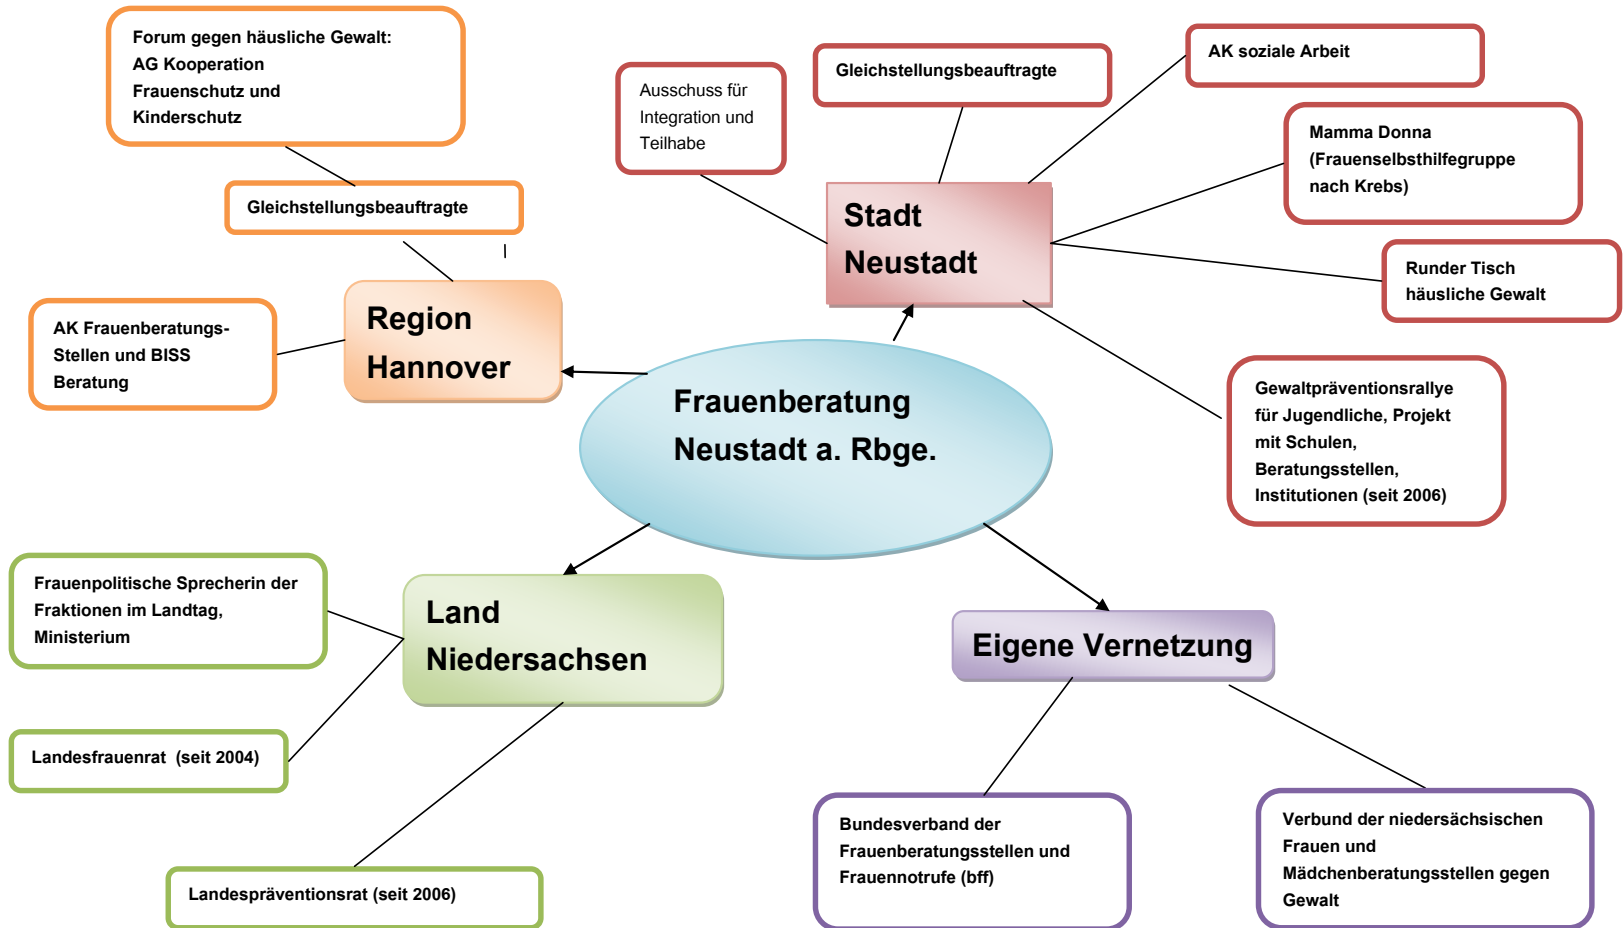 Forum gegen häusliche Gewalt:
AG Kooperation
Frauenschutz und
Kinderschutz
Gleichstellungsbeauftragte
Region
Hannover
AK Frauenberatungs-
Stellen und BISS
Beratung
Ausschuss für
Integration und
Teilhabe
Gleichstellungsbeauftragte
AK soziale Arbeit
Mamma Donna
(Frauenselbsthilfegruppe
nach Krebs)
Stadt
Neustadt
Runder Tisch
häusliche Gewalt
Gewaltpräventionsrallye
für Jugendliche, Projekt
mit Schulen,
Beratungsstellen,
Institutionen (seit 2006)
Frauenberatung
Neustadt a. Rbge.
Frauenpolitische Sprecherin der
Fraktionen im Landtag,
Ministerium
Land
Niedersachsen
Landesfrauenrat (seit 2004)
Landespräventionsrat (seit 2006)
Eigene Vernetzung
Bundesverband der
Frauenberatungsstellen und
Frauennotrufe (bff)
Verbund der niedersächsischen
Frauen und
Mädchenberatungsstellen gegen
Gewalt